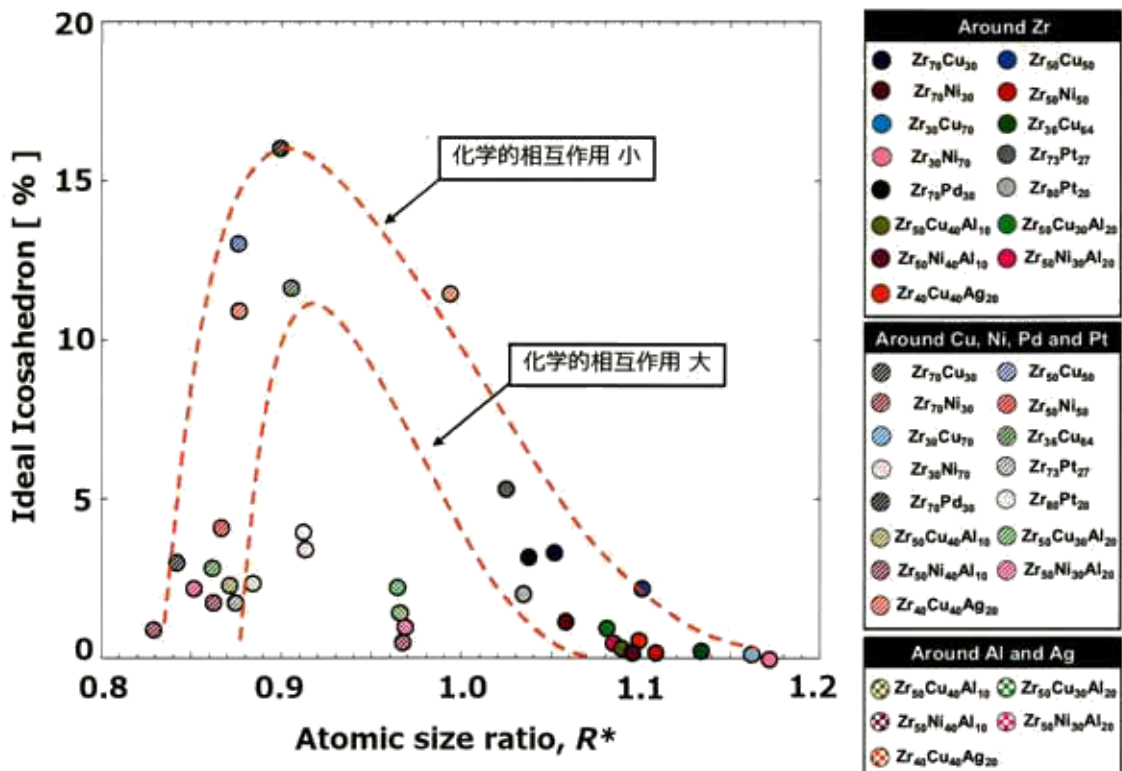 Ideal Icosahedron [ % ]
20
15
10
5
0
0.8
0.9
1.0
1.1
1.2
Atomic size ratio, R*
化学的相互作用 小
化学的相互作用 大
Around Zr
Zr70Cu30 Zr50Cu50
Zr70Ni30 Zr50Ni50
Zr30Cu70 Zr36Cu64
Zr30Ni70 Zr73Pt27
Zr70Pd30 Zr80Pt20
Zr50Cu40Al10 Zr50Cu30Al20
Zr50Ni40Al10 Zr50Ni30Al20
Zr40Cu40Ag20
Around Cu, Ni, Pd and Pt
Zr70Cu30 Zr50Cu50
Zr70Ni30 Zr50Ni50
Zr30Cu70 Zr36Cu64
Zr30Ni70 Zr73Pt27
Zr70Pd30 Zr80Pt20
Zr50Cu40Al10 Zr50Cu30Al20
Zr50Ni40Al10 Zr50Ni30Al20
Zr40Cu40Ag20
Around Al and Ag
Zr50Cu40Al10 Zr50Cu30Al20
Zr50Ni40Al10 Zr50Ni30Al20
Zr40Cu40Ag20